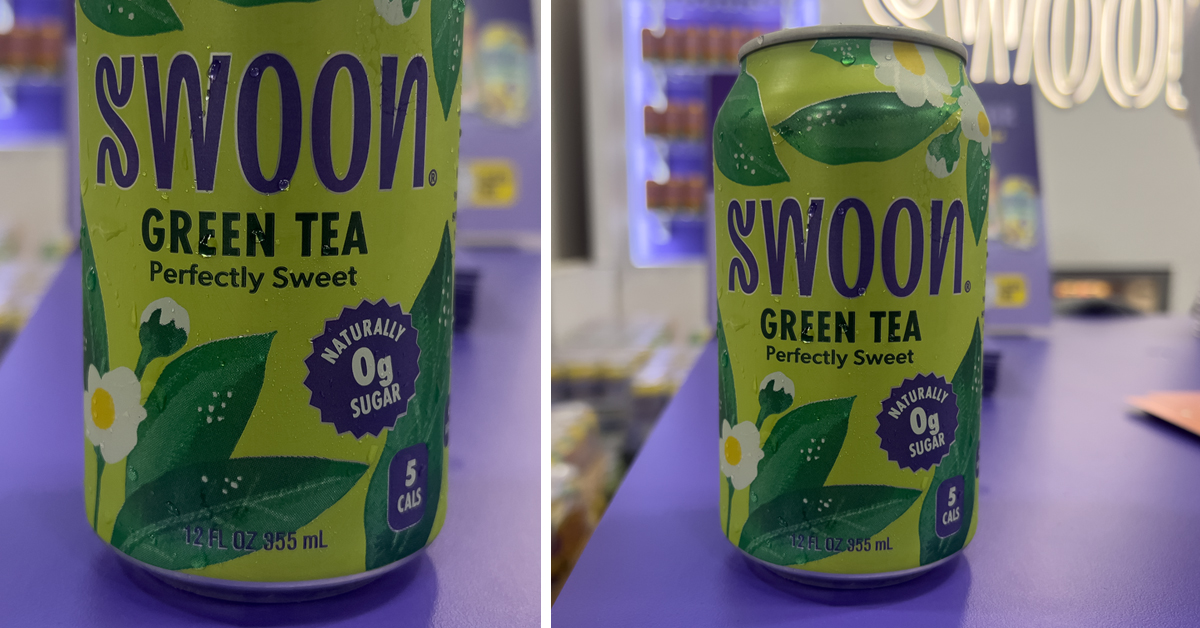 SWOON®
GREEN TEA
Perfectly Sweet
NATURALLY
0g
SUGAR
5
CALS
12 FL OZ 355 mL
SWOON
SWOON®
GREEN TEA
Perfectly Sweet
NATURALLY
0g
SUGAR
5
CALS
12 FL OZ 355 mL